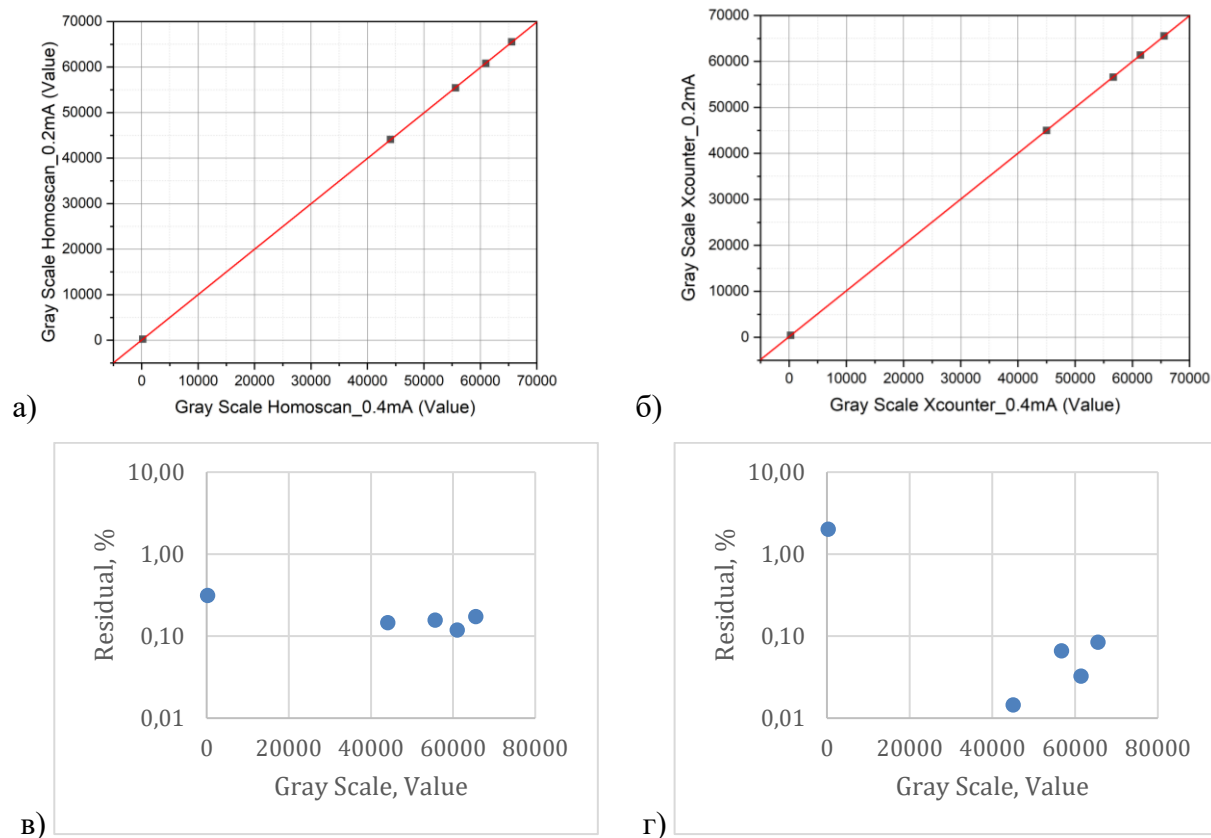 70000
60000
50000
40000
30000
20000
10000
0
Gray Scale Homoscan_0.2mA (Value)
0 10000 20000 30000 40000 50000 60000 70000
Gray Scale Homoscan_0.4mA (Value)
а)
70000
60000
50000
40000
30000
20000
10000
0
Gray Scale Xcounter_0.2mA
0 10000 20000 30000 40000 50000 60000 70000
Gray Scale Xcounter_0.4mA (Value)
б)
10,00
1,00
0,10
0,01
Residual, %
0 20000 40000 60000 80000
Gray Scale, Value
в)
10,00
1,00
0,10
0,01
Residual, %
0 20000 40000 60000 80000
Gray Scale, Value
г)